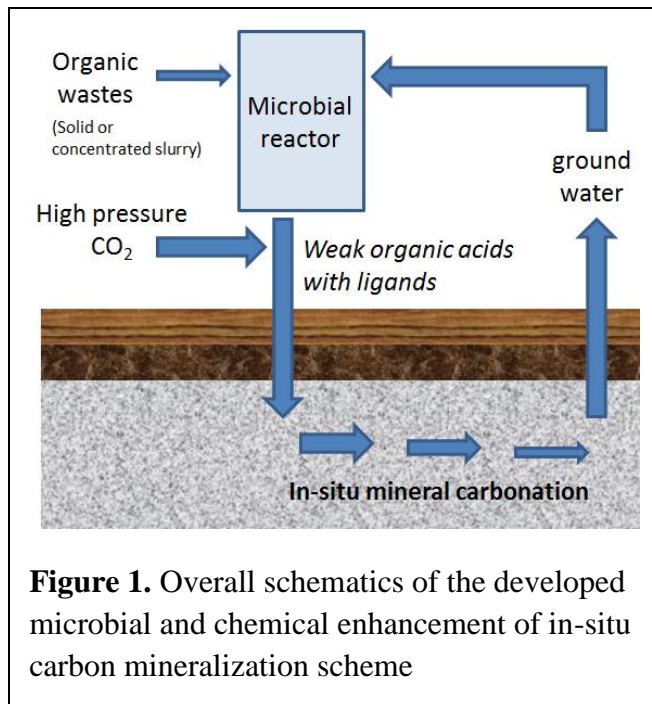 Organic
wastes
(Solid or
concentrated slurry)
Microbial
reactor
ground
water
High pressure
CO₂
Weak organic acids
with ligands
In-situ mineral carbonation
Figure 1. Overall schematics of the developed
microbial and chemical enhancement of in-situ
carbon mineralization scheme